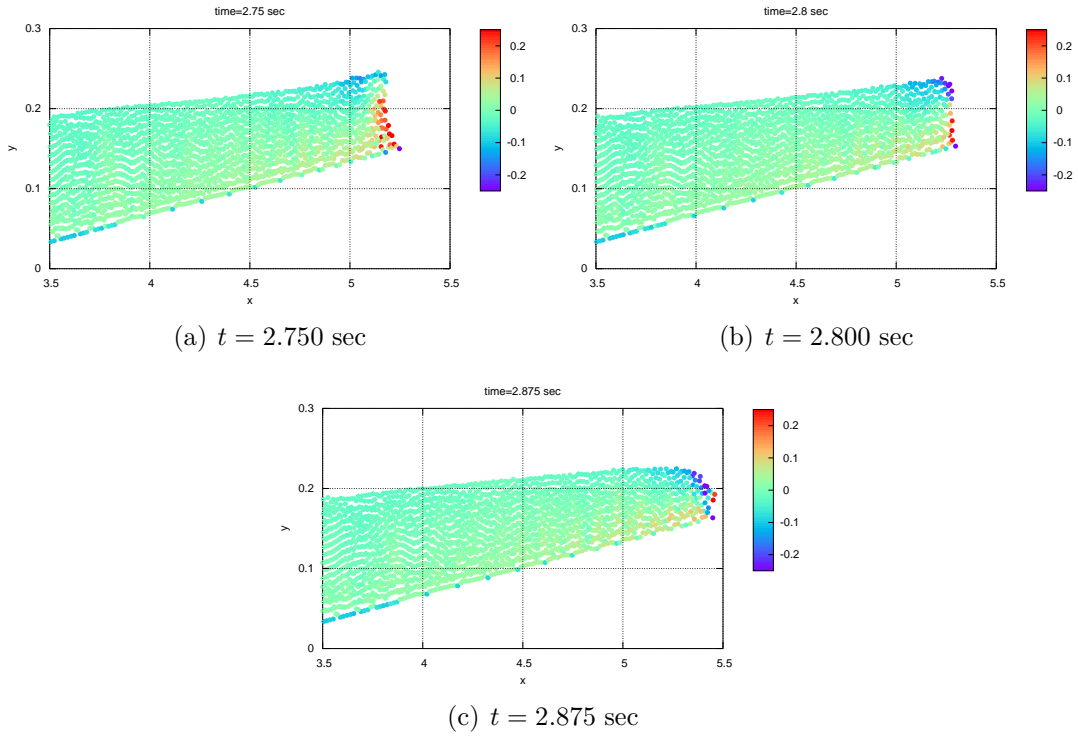 time=2.75 sec
0.3
0.2
y
0.1
0
3.5 4 4.5 5 5.5
x
0.2
0.1
0
-0.1
-0.2
(a) t = 2.750 sec
time=2.8 sec
0.3
0.2
y
0.1
0
3.5 4 4.5 5 5.5
x
0.2
0.1
0
-0.1
-0.2
(b) t = 2.800 sec
time=2.875 sec
0.3
0.2
y
0.1
0
3.5 4 4.5 5 5.5
x
0.2
0.1
0
-0.1
-0.2
(c) t = 2.875 sec